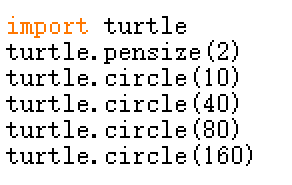 import turtle
turtle.pensize(2)
turtle.circle(10)
turtle.circle(40)
turtle.circle(80)
turtle.circle(160)